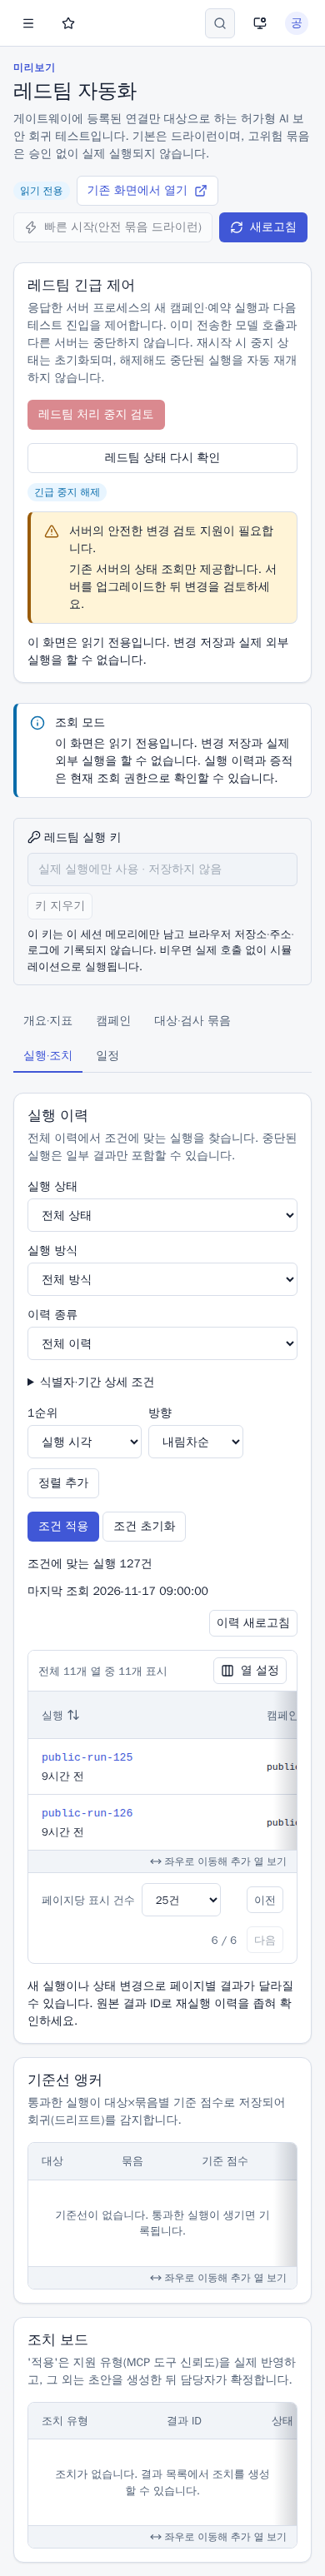 공
미리보기
레드팀 자동화
게이트웨이에 등록된 연결만 대상으로 하는 허가형 AI 보
안 회귀 테스트입니다. 기본은 드라이런이며, 고위험 묶음
은 승인 없이 실제 실행되지 않습니다.
읽기 전용
기존 화면에서 열기
빠른 시작(안전 묶음 드라이런)
새로고침
레드팀 긴급 제어
응답한 서버 프로세스의 새 캠페인·예약 실행과 다음
테스트 진입을 제어합니다. 이미 전송한 모델 호출과
다른 서버는 중단하지 않습니다. 재시작 시 중지 상
태는 초기화되며, 해제해도 중단된 실행을 자동 재개
하지 않습니다.
레드팀 처리 중지 검토
레드팀 상태 다시 확인
긴급 중지 해제
서버의 안전한 변경 검토 지원이 필요합
니다.
기존 서버의 상태 조회만 제공합니다. 서
버를 업그레이드한 뒤 변경을 검토하세
요.
이 화면은 읽기 전용입니다. 변경 저장과 실제 외부
실행을 할 수 없습니다.
조회 모드
이 화면은 읽기 전용입니다. 변경 저장과 실제
외부 실행을 할 수 없습니다. 실행 이력과 증적
은 현재 조회 권한으로 확인할 수 있습니다.
레드팀 실행 키
실제 실행에만 사용 · 저장하지 않음
키 지우기
이 키는 이 세션 메모리에만 남고 브라우저 저장소·주소·
로그에 기록되지 않습니다. 비우면 실제 호출 없이 시뮬
레이션으로 실행됩니다.
개요·지표
캠페인
대상·검사 묶음
실행·조치
일정
실행 이력
전체 이력에서 조건에 맞는 실행을 찾습니다. 중단된
실행은 일부 결과만 포함할 수 있습니다.
실행 상태
전체 상태
실행 방식
전체 방식
이력 종류
전체 이력
식별자·기간 상세 조건
1순위
방향
실행 시각
내림차순
정렬 추가
조건 적용
조건 초기화
조건에 맞는 실행 127건
마지막 조회 2026-11-17 09:00:00
이력 새로고침
전체 11개 열 중 11개 표시
열 설정
실행
캠페인
public-run-125
9시간 전
public
public-run-126
9시간 전
public
좌우로 이동해 추가 열 보기
페이지당 표시 건수
25건
이전
6 / 6
다음
새 실행이나 상태 변경으로 페이지별 결과가 달라질
수 있습니다. 원본 결과 ID로 재실행 이력을 좁혀 확
인하세요.
기준선 앵커
통과한 실행이 대상×묶음별 기준 점수로 저장되어
회귀(드리프트)를 감지합니다.
대상
묶음
기준 점수
기준선이 없습니다. 통과한 실행이 생기면 기
록됩니다.
좌우로 이동해 추가 열 보기
조치 보드
'적용'은 지원 유형(MCP 도구 신뢰도)을 실제 반영하
고, 그 외는 초안을 생성한 뒤 담당자가 확정합니다.
조치 유형
결과 ID
상태
조치가 없습니다. 결과 목록에서 조치를 생성
할 수 있습니다.
좌우로 이동해 추가 열 보기